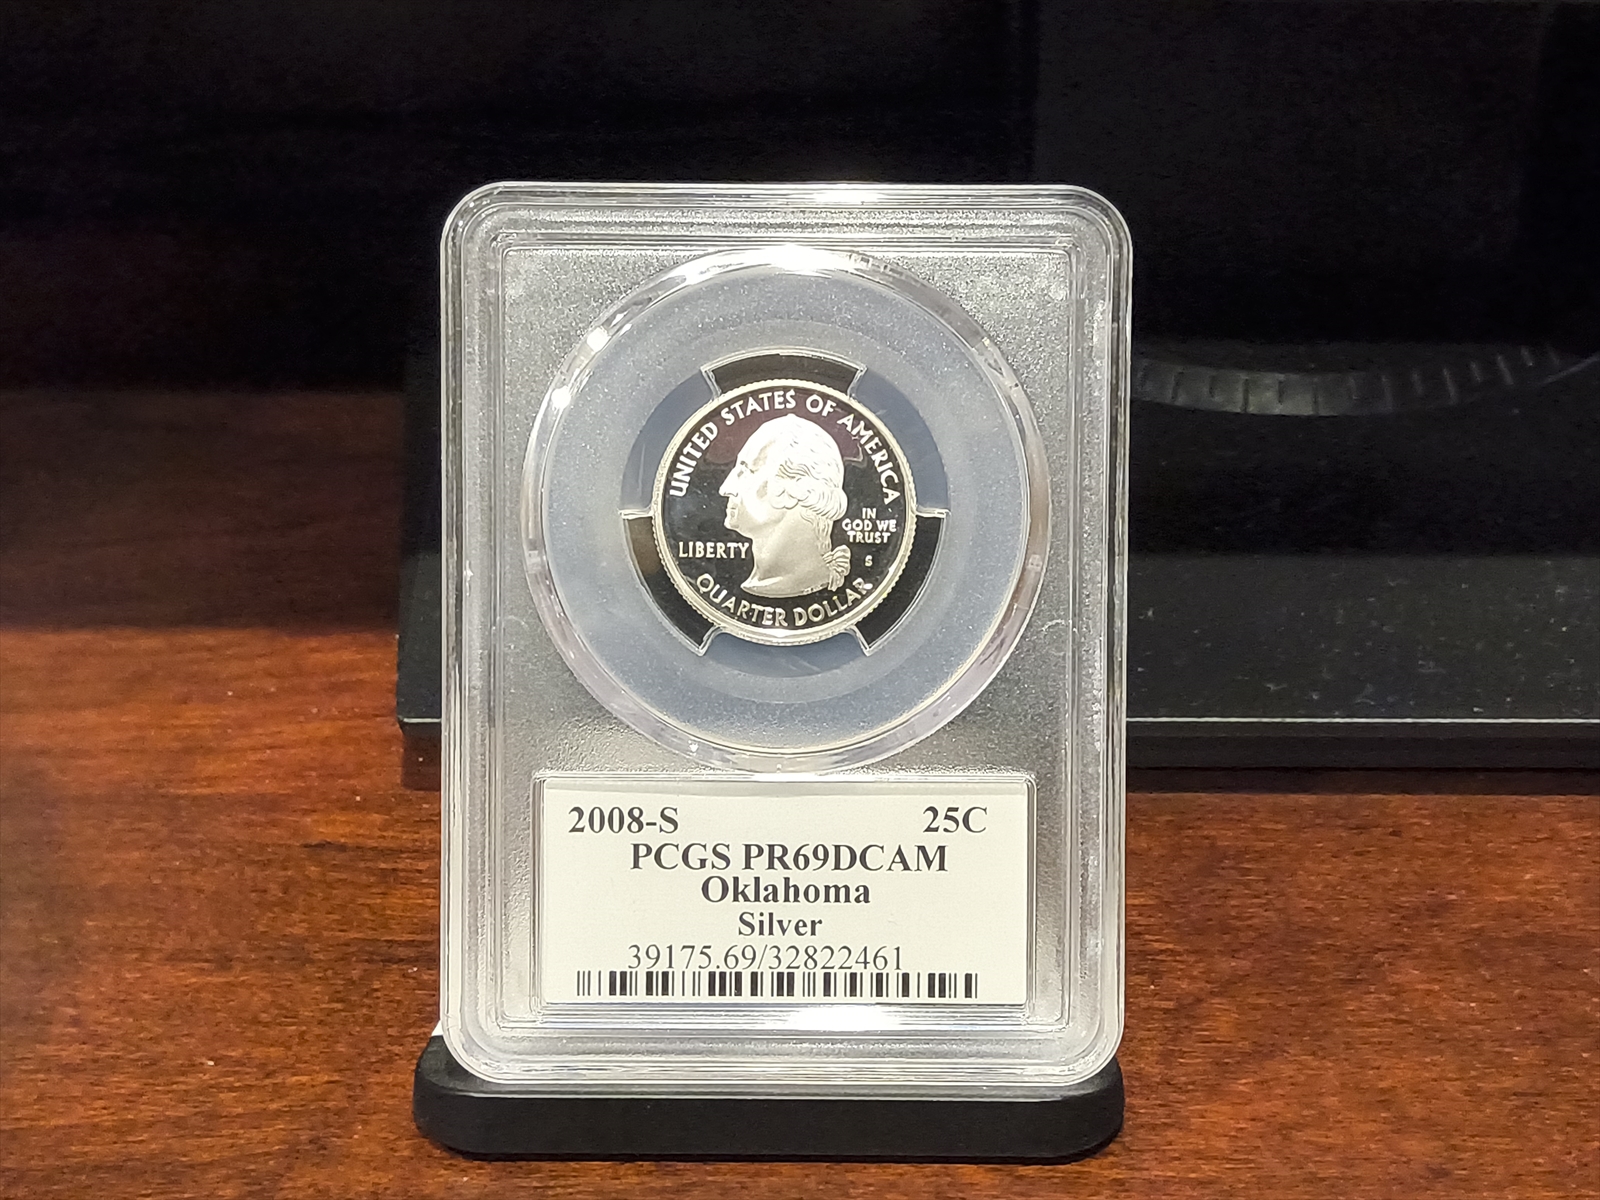 UNITED STATES OF AMERICA
IN
GOD WE
TRUST
LIBERTY
S
QUARTER DOLLAR
2008-S 25C
PCGS PR69DCAM
Oklahoma
Silver
39175.69/32822461